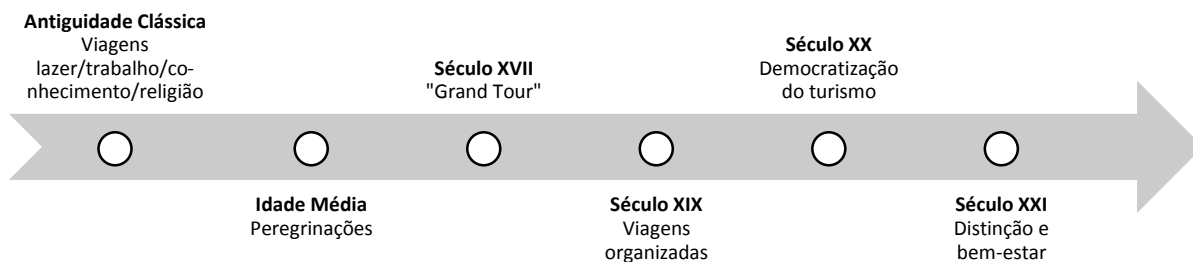 Antiguidade Clássica
Viagens
lazer/trabalho/co-
nhecimento/religião
Idade Média
Peregrinações
Século XVII
"Grand Tour"
Século XIX
Viagens
organizadas
Século XX
Democratização
do turismo
Século XXI
Distinção e
bem-estar